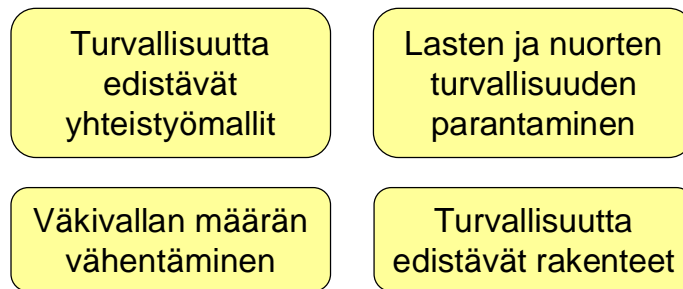 Turvallisuutta
edistävät
yhteistyömallit
Lasten ja nuorten
turvallisuuden
parantaminen
Väkivallan määrän
vähentäminen
Turvallisuutta
edistävät rakenteet